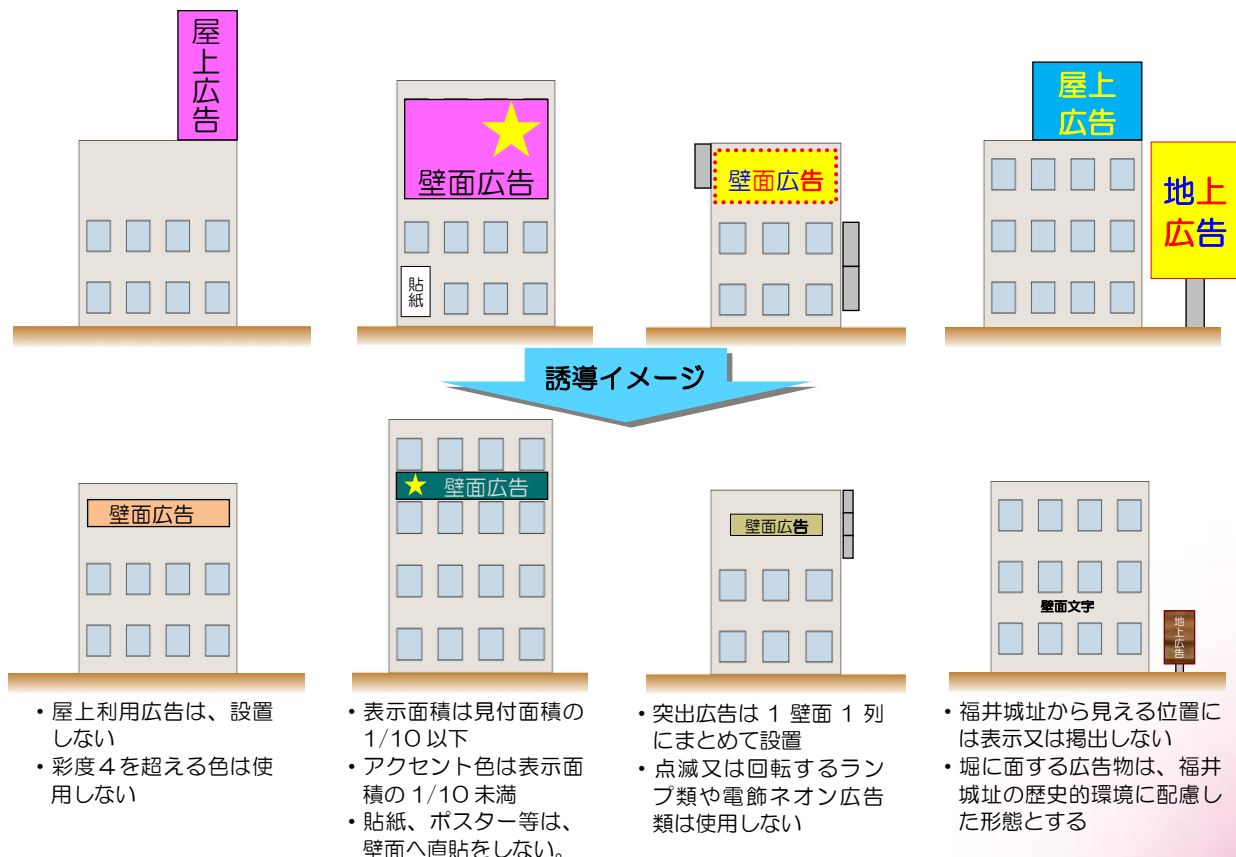 屋上広告
壁面広告
貼紙
壁面広告
屋上
広告
地上
広告
誘導イメージ
壁面広告
★ 壁面広告
壁面広告
壁面文字
地上広告
・屋上利用広告は、設置
しない
・彩度4を超える色は使
用しない
・表示面積は見付面積の
1/10以下
・アクセント色は表示面
積の1/10未満
・貼紙、ポスター等は、
壁面へ直貼をしない。
・突出広告は 1 壁面 1 列
にまとめて設置
・点滅又は回転するラン
プ類や電飾ネオン広告
類は使用しない
・福井城址から見える位置に
は表示又は掲出しない
・堀に面する広告物は、福井
城址の歴史的環境に配慮し
た形態とする